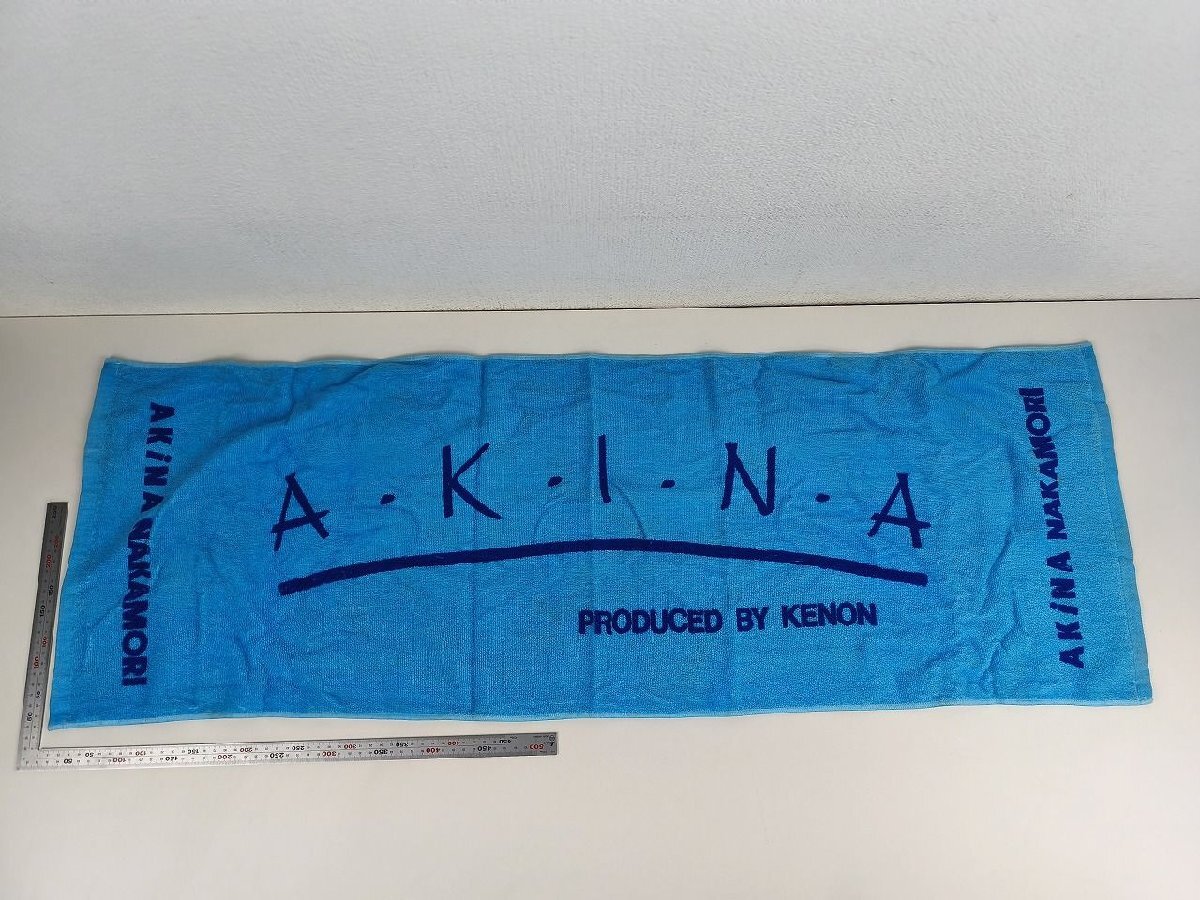 AKiNA NAKAMORI
A・K・I・N・A
PRODUCED BY KENON
AKiNA NAKAMORI